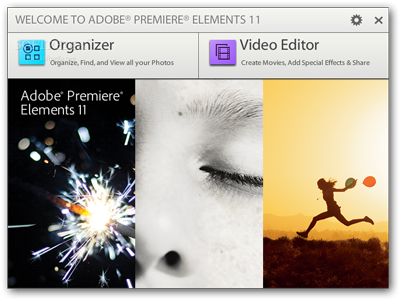 WELCOME TO ADOBE® PREMIERE® ELEMENTS 11
Organizer
Organize, Find, and View all your Photos
Video Editor
Create Movies, Add Special Effects & Share
Adobe® Premiere®
Elements 11